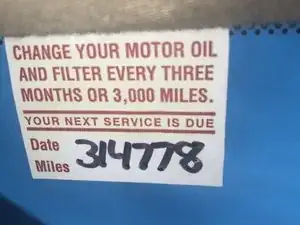 CHANGE YOUR MOTOR OIL
AND FILTER EVERY THREE
MONTHS OR 3,000 MILES.
YOUR NEXT SERVICE IS DUE
Date
Miles 314778